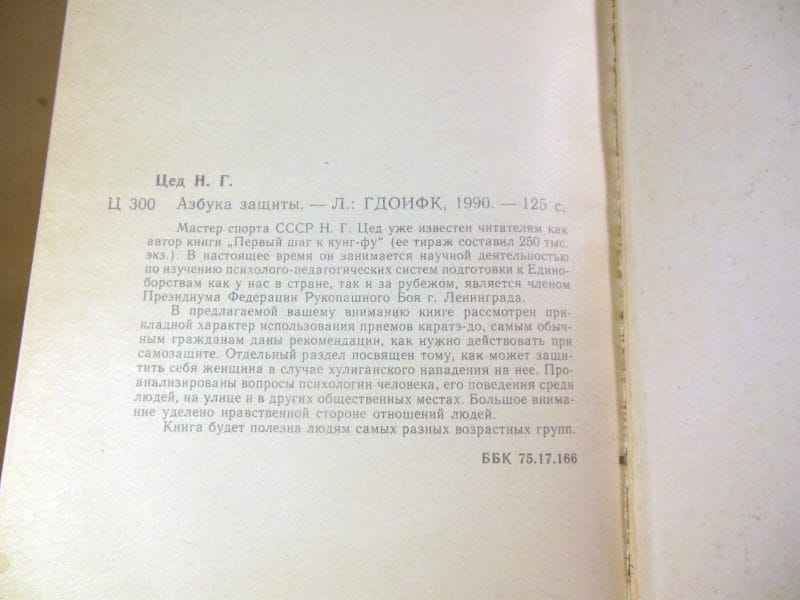 Цед Н. Г.
Ц 300 Азбука защиты. — Л.: ГДОИФК, 1990. — 125 с.
Мастер спорта СССР Н. Г. Цед уже известен читателям как
автор книги „Первый шаг к кунг-фу“ (ее тираж составил 250 тыс.
экз.). В настоящее время он занимается научной деятельностью
по изучению психолого-педагогических систем подготовки к Едино-
борствам как у нас в стране, так и за рубежом, является членом
Президиума Федерации Рукопашного Боя г. Ленинграда.
В предлагаемой вашему вниманию книге рассмотрен при-
кладной характер использования приемов каратэ-до, самым обыч-
ным гражданам даны рекомендации, как нужно действовать при
самозащите. Отдельный раздел посвящен тому, как может защи-
тить себя женщина в случае хулиганского нападения на нее. Про-
анализированы вопросы психологии человека, его поведения среди
людей, на улице и в других общественных местах. Большое внима-
ние уделено нравственной стороне отношений людей.
Книга будет полезна людям самых разных возрастных групп.
ББК 75.17.166